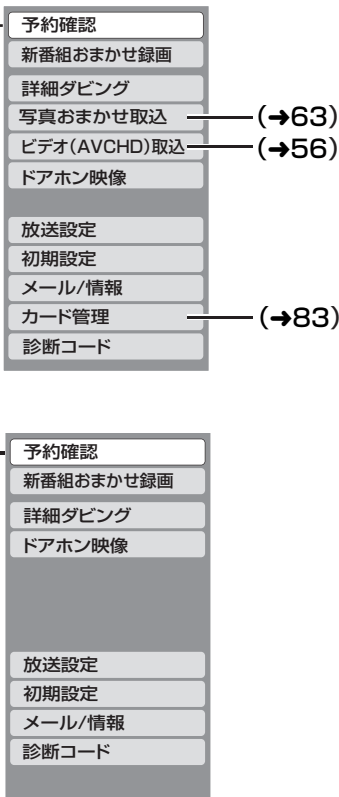 予約確認
新番組おまかせ録画
詳細ダビング
写真おまかせ取込 (➜63)
ビデオ(AVCHD)取込 (➜56)
ドアホン映像
放送設定
初期設定
メール/情報
カード管理 (➜83)
診断コード
予約確認
新番組おまかせ録画
詳細ダビング
ドアホン映像
放送設定
初期設定
メール/情報
診断コード